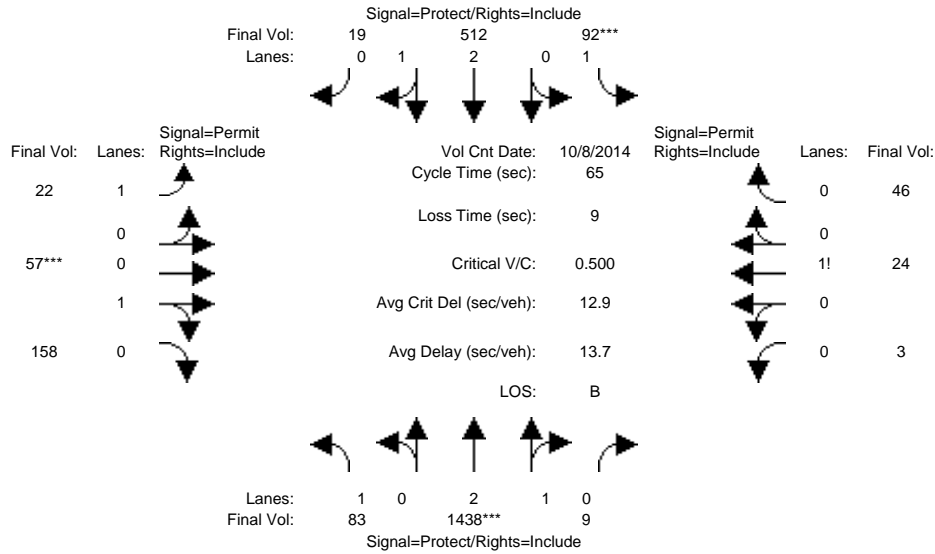 Signal=Protect/Rights=Include
Final Vol: 19 512 92***
Lanes: 0 1 2 0 1
Signal=Permit
Final Vol: Lanes: Rights=Include
Vol Cnt Date: 10/8/2014
Signal=Permit
Rights=Include Lanes: Final Vol:
Cycle Time (sec): 65
22 1
0 46
Loss Time (sec): 9
0
0
57*** 0
Critical V/C: 0.500
1! 24
1
Avg Crit Del (sec/veh): 12.9
0
158 0
Avg Delay (sec/veh): 13.7
0 3
LOS: B
Lanes: 1 0 2 1 0
Final Vol: 83 1438*** 9
Signal=Protect/Rights=Include